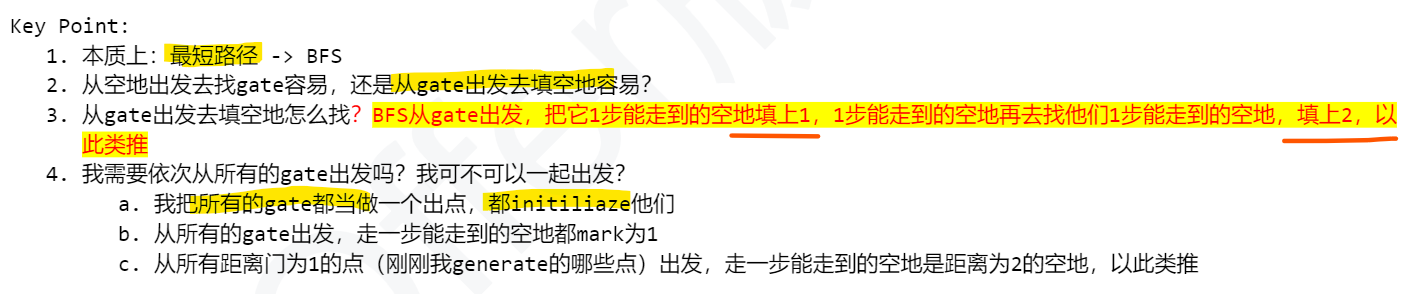 Key Point:
1. 本质上: 最短路径 -> BFS
2. 从空地出发去找gate容易, 还是从gate出发去填空地容易?
3. 从gate出发去填空地怎么找? BFS从gate出发, 把它1步能走到的空地填上1, 1步能走到的空地再去找他们1步能走到的空地, 填上2, 以
此类推
4. 我需要依次从所有的gate出发吗? 我可不可以一起出发?
a. 我把所有的gate都当做一个出点, 都initiliaze他们
b. 从所有的gate出发, 走一步能走到的空地都mark为1
c. 从所有距离门为1的点 (刚刚我generate的哪些点) 出发, 走一步能走到的空地是距离为2的空地, 以此类推